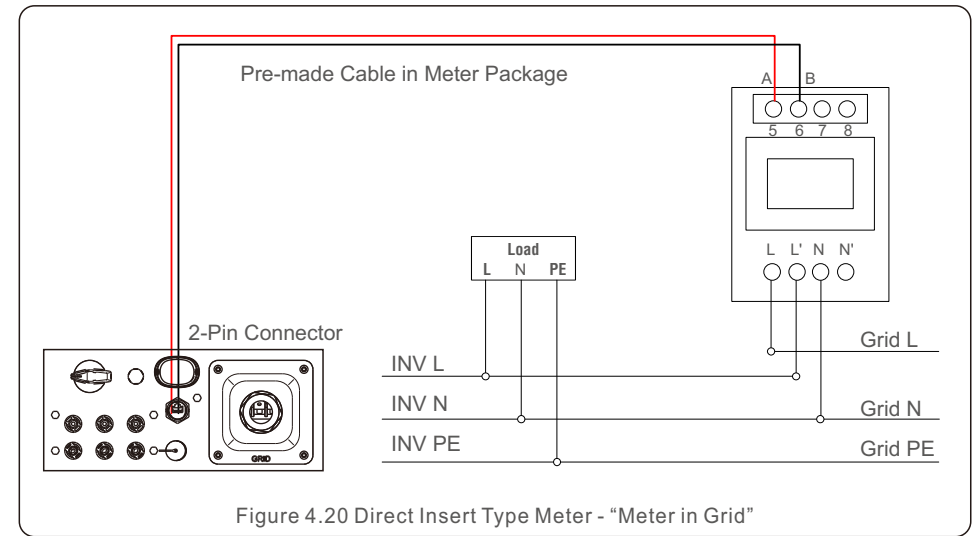 Pre-made Cable in Meter Package
A B
5 6 7 8
Load
L N PE
L L' N N'
2-Pin Connector
Grid L
INV L
INV N
Grid N
INV PE
Grid PE
GRID
Figure 4.20 Direct Insert Type Meter - “Meter in Grid”